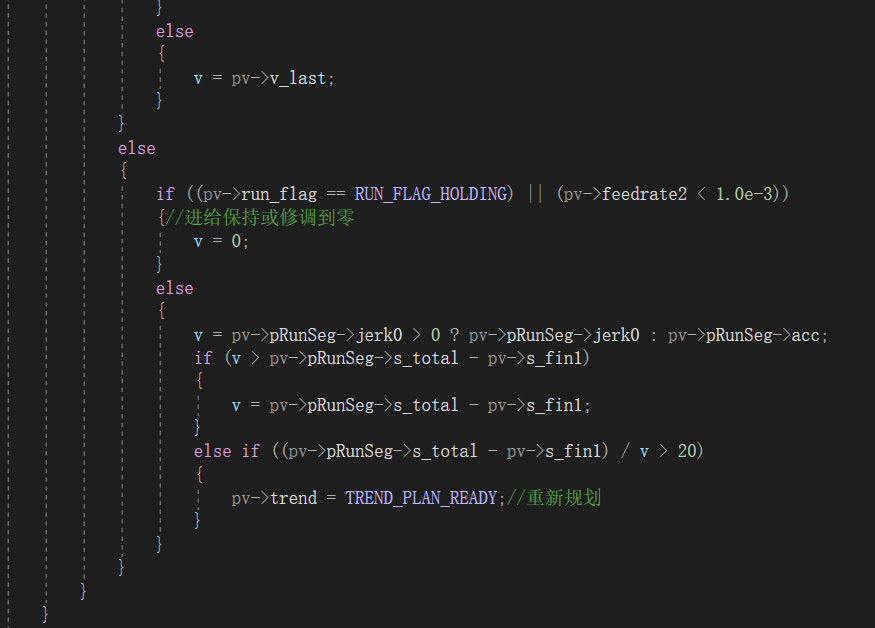 }
else
{
v = pv->v_last;
}
}
else
{
if ((pv->run_flag == RUN_FLAG_HOLDING) || (pv->feedrate2 < 1.0e-3))
{//进给保持或修调到零
v = 0;
}
else
{
v = pv->pRunSeg->jerk0 > 0 ? pv->pRunSeg->jerk0 : pv->pRunSeg->acc;
if (v > pv->pRunSeg->s_total - pv->s_fin1)
{
v = pv->pRunSeg->s_total - pv->s_fin1;
}
else if ((pv->pRunSeg->s_total - pv->s_fin1) / v > 20)
{
pv->trend = TREND_PLAN_READY;//重新规划
}
}
}
}
}